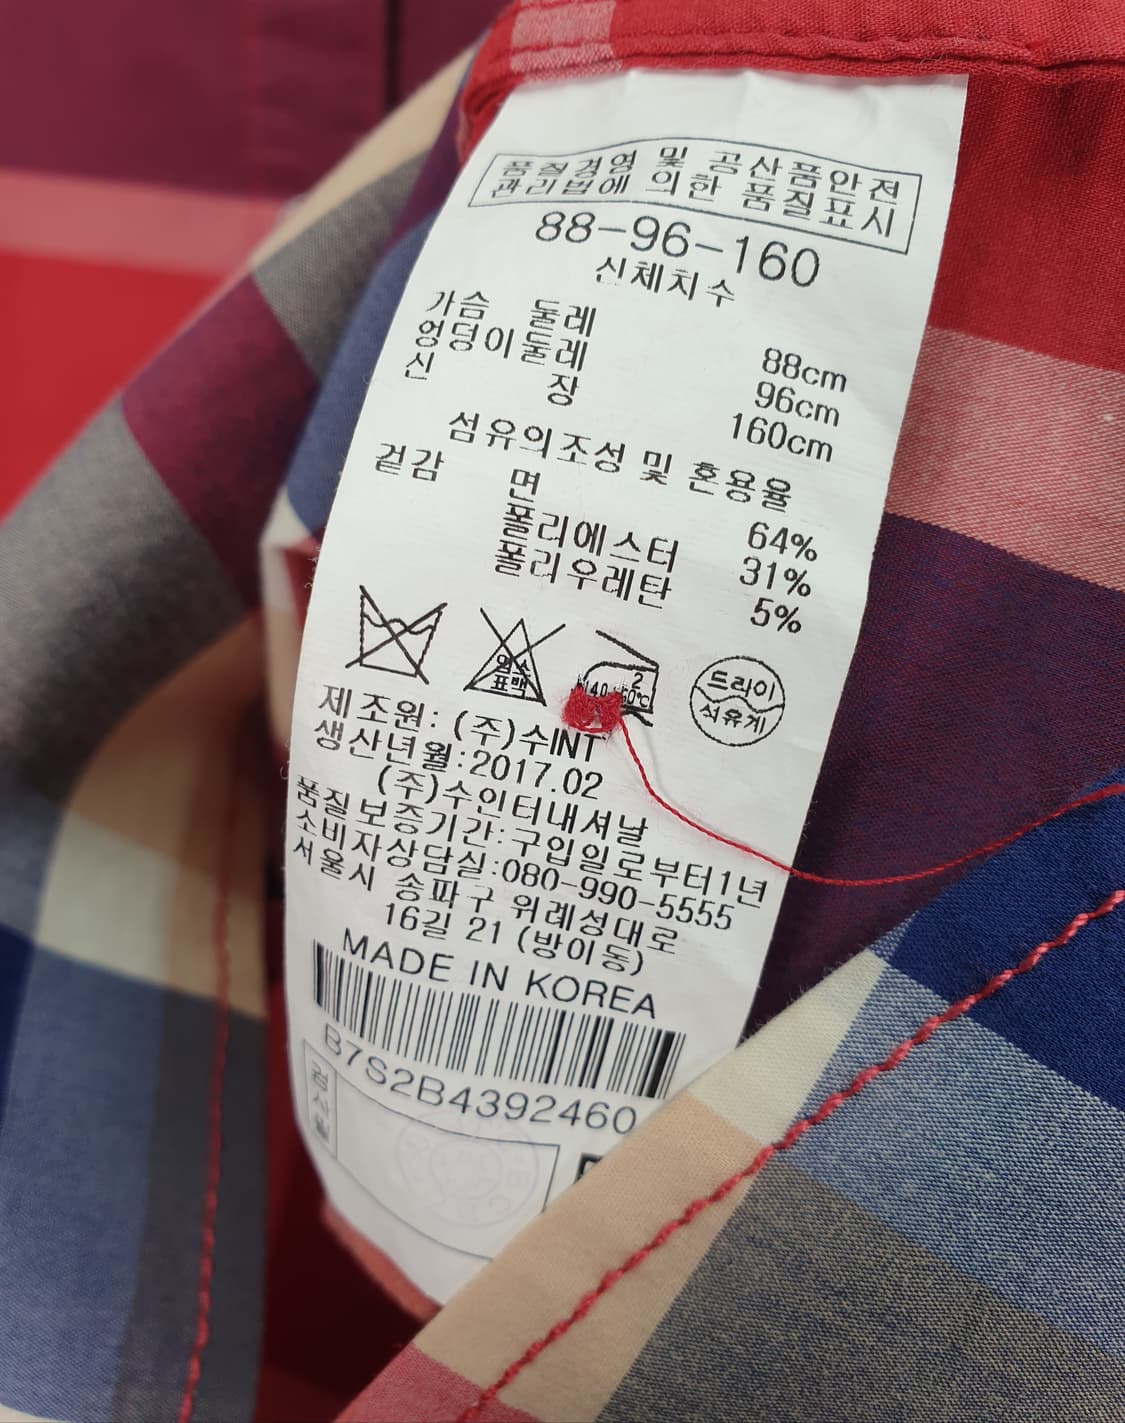 품질경영 및 공산품안전
관리법에 의한 품질표시
88-96-160
신체치수
가슴 둘레 88cm
엉덩이둘레 96cm
신 장 160cm
섬유의조성 및 혼용율
겉감 면 64%
폴리에스터 31%
폴리우레탄 5%
염소
표백
2
드라이
석유계
제조원: (주)수INT
생산년월:2017.02
(주)수인터내셔날
품질보증기간:구입일로부터1년
소비자상담실:080-990-5555
서울시 송파구 위례성대로
16길 21 (방이동)
MADE IN KOREA
B7S2B4392460
검사필